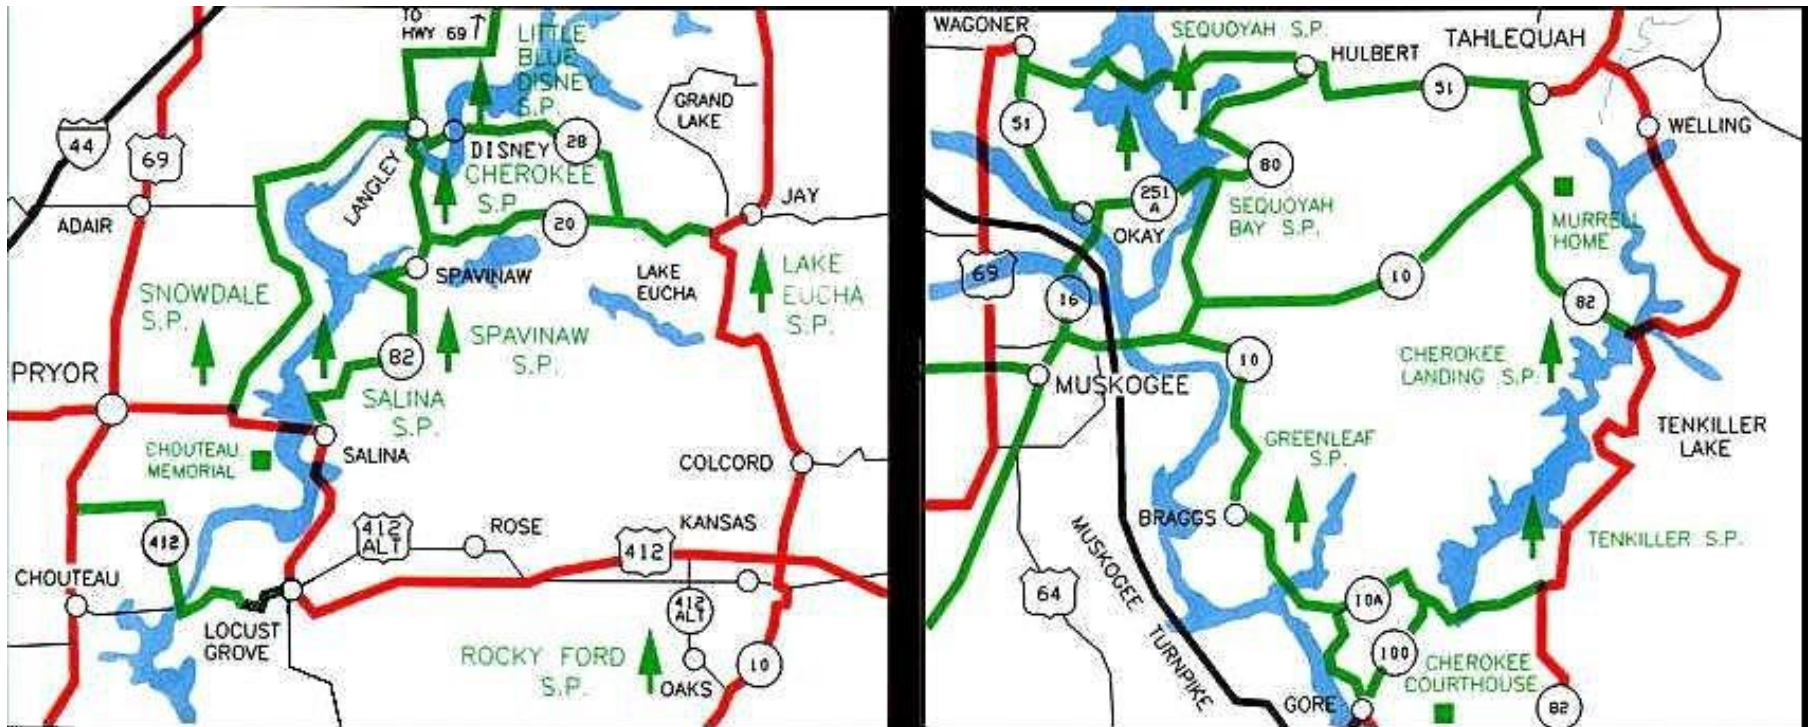 TO
HWY 69
LITTLE
BLUE
DISNEY
S.P.
GRAND
LAKE
44
69
LANGLEY
DISNEY
28
CHEROKEE
S.P.
JAY
ADAIR
20
SPAVINAW
LAKE
EUCHA
LAKE
EUCHA
S.P.
SNOWDALE
S.P.
SPAVINAW
S.P.
82
PRYOR
SALINA
S.P.
CHOUTEAU
MEMORIAL
SALINA
COLCORD
412
ALT
ROSE
KANSAS
412
412
CHOUTEAU
412
ALT
LOCUST
GROVE
ROCKY FORD
S.P.
OAKS
10
WAGONER
SEQUOYAH S.P.
HULBERT
TAHLEQUAH
51
51
WELLING
80
251
A
SEQUOYAH
BAY S.P.
OKAY
MURRELL
HOME
69
16
10
82
CHEROKEE
LANDING S.P.
10
MUSKOGEE
GREENLEAF
S.P.
TENKILLER
LAKE
BRAGGS
MUSKOGEE TURNPIKE
TENKILLER S.P.
64
10A
100
CHEROKEE
COURTHOUSE
GORE
82